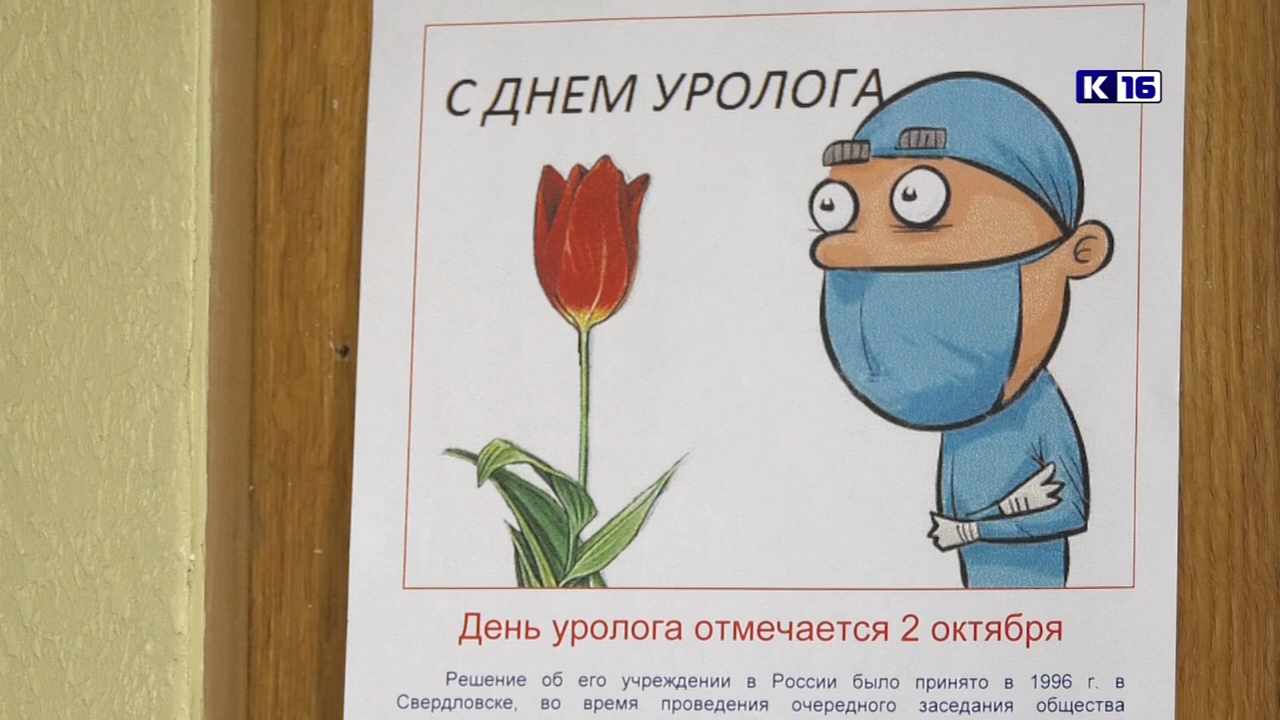 С ДНЕМ УРОЛОГА
К 16
День уролога отмечается 2 октября
Решение об его учреждении в России было принято в 1996 г. в
Свердловске, во время проведения очередного заседания общества